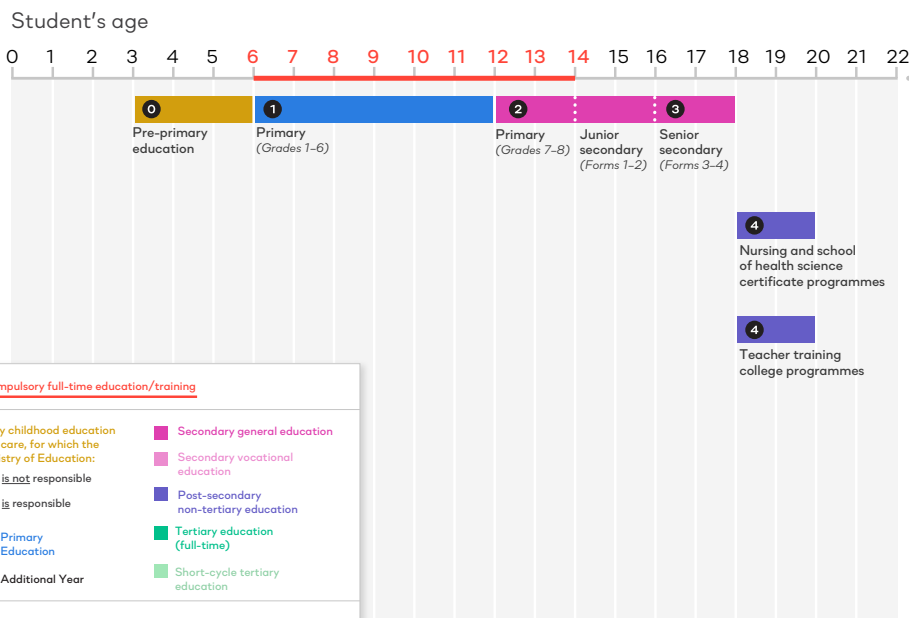 Student's age
0 1 2 3 4 5 6 7 8 9 10 11 12 13 14 15 16 17 18 19 20 21 22
0
Pre-primary
education
1
Primary
(Grades 1–6)
2
Primary
(Grades 7–8)
Junior
secondary
(Forms 1–2)
3
Senior
secondary
(Forms 3–4)
4
Nursing and school
of health science
certificate programmes
4
Teacher training
college programmes
mpulsory full-time education/training
y childhood education
care, for which the
stry of Education:
is not responsible
is responsible
Primary
Education
Additional Year
Secondary general education
Secondary vocational
education
Post-secondary
non-tertiary education
Tertiary education
(full-time)
Short-cycle tertiary
education